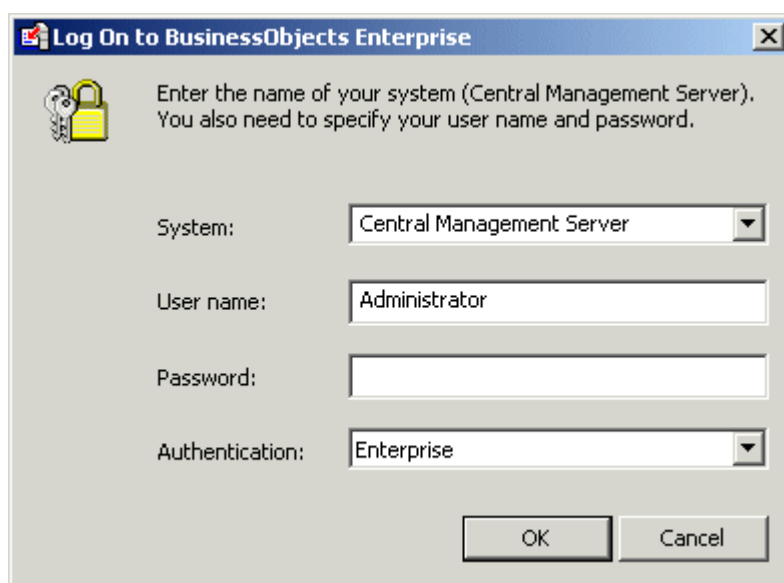 Log On to BusinessObjects Enterprise
Enter the name of your system (Central Management Server).
You also need to specify your user name and password.
System: Central Management Server
User name: Administrator
Password:
Authentication: Enterprise
OK Cancel